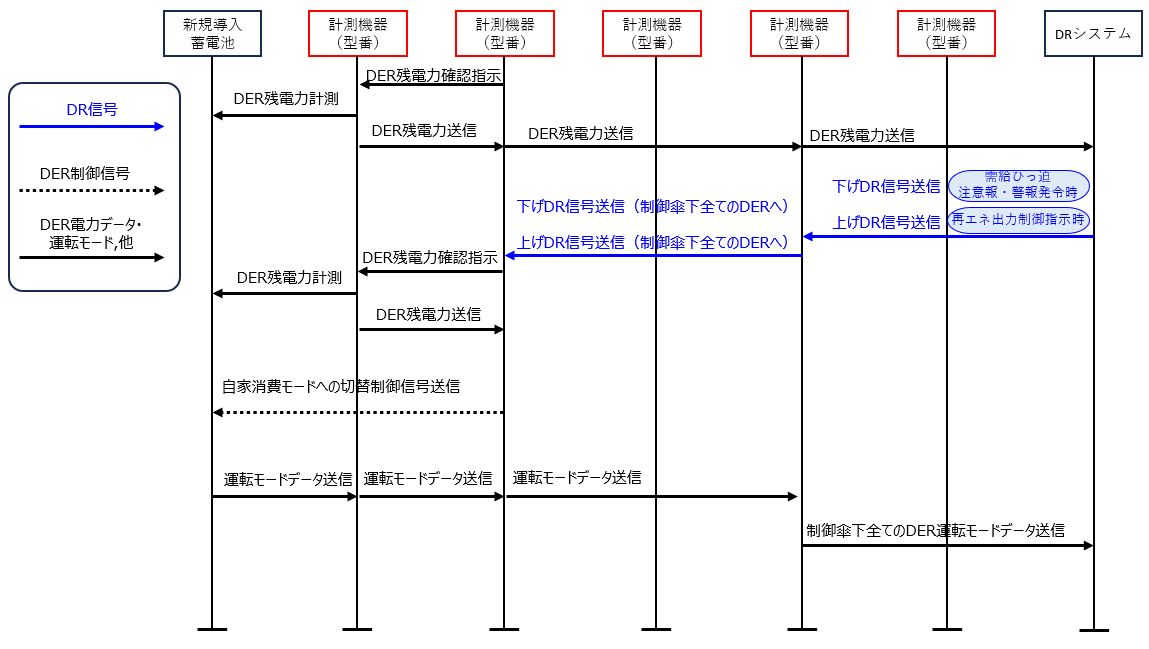 新規導入
蓄電池
計測機器
（型番）
計測機器
（型番）
計測機器
（型番）
計測機器
（型番）
計測機器
（型番）
DRシステム
DR信号
DER制御信号
DER電力データ・
運転モード,他
DER残電力確認指示
DER残電力計測
DER残電力送信
DER残電力送信
DER残電力送信
下げDR信号送信
需給ひっ迫
注意報・警報発令時
下げDR信号送信（制御傘下全てのDERへ）
上げDR信号送信
再エネ出力制御指示時
上げDR信号送信（制御傘下全てのDERへ）
DER残電力確認指示
DER残電力計測
DER残電力送信
自家消費モードへの切替制御信号送信
運転モードデータ送信
運転モードデータ送信
運転モードデータ送信
制御傘下全てのDER運転モードデータ送信